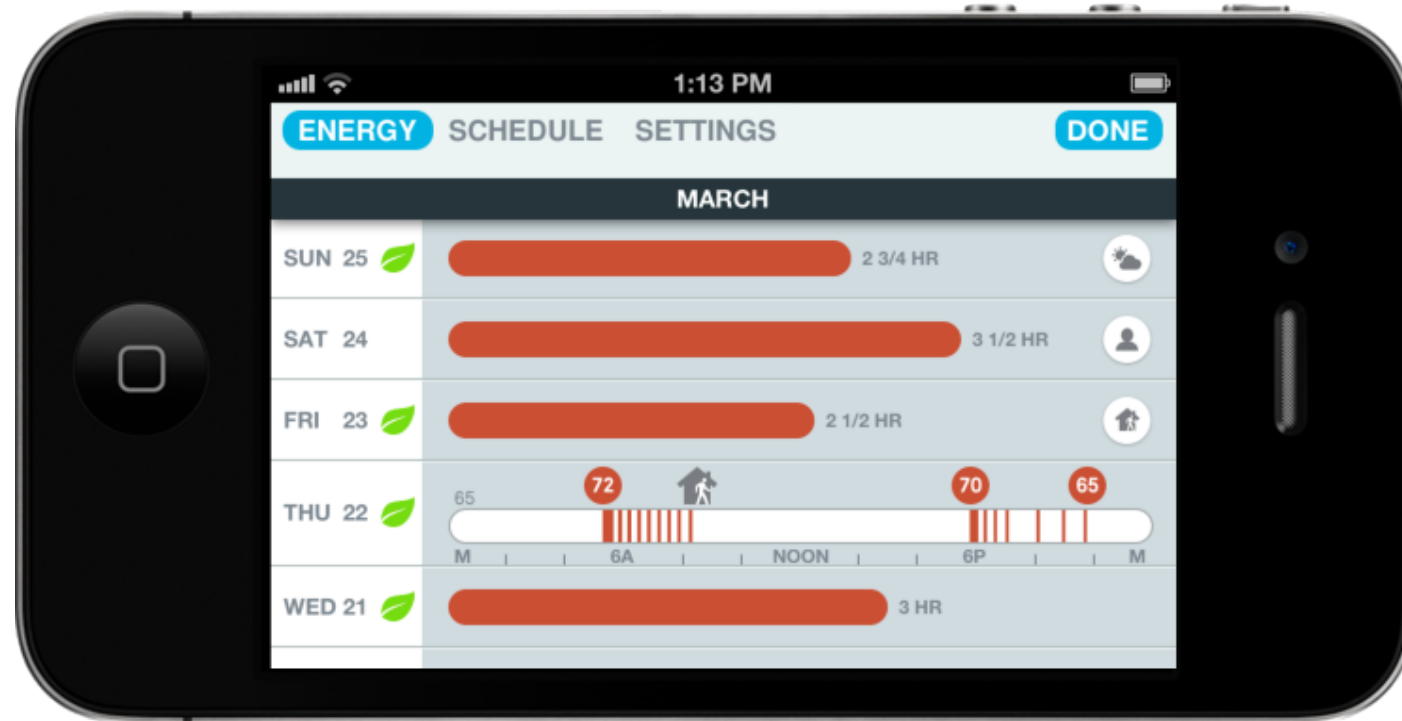 1:13 PM
ENERGY SCHEDULE SETTINGS DONE
MARCH
SUN 25 2 3/4 HR
SAT 24 3 1/2 HR
FRI 23 2 1/2 HR
65 72 70 65
THU 22
M 6A NOON 6P M
WED 21 3 HR